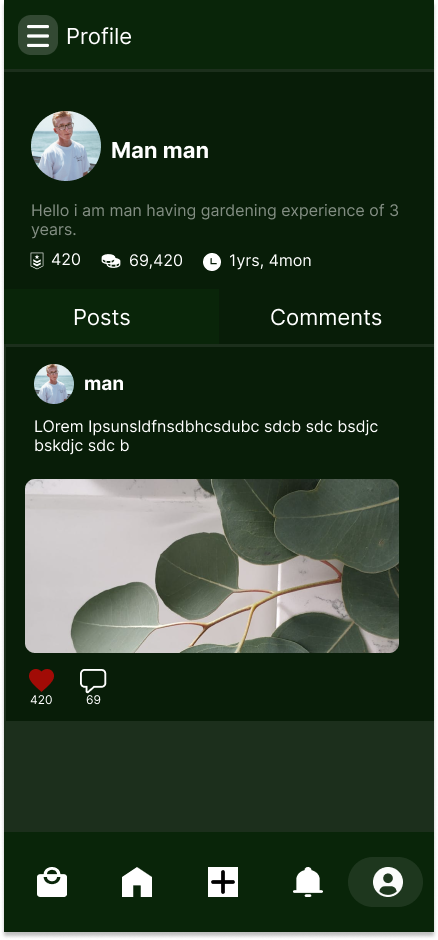 Profile
Man man
Hello i am man having gardening experience of 3
years.
420 69,420 1yrs, 4mon
Posts Comments
man
LOrem Ipsunsldfnsdbhcsdubc sdcb sdc bsdjc
bskdjc sdc b
420 69